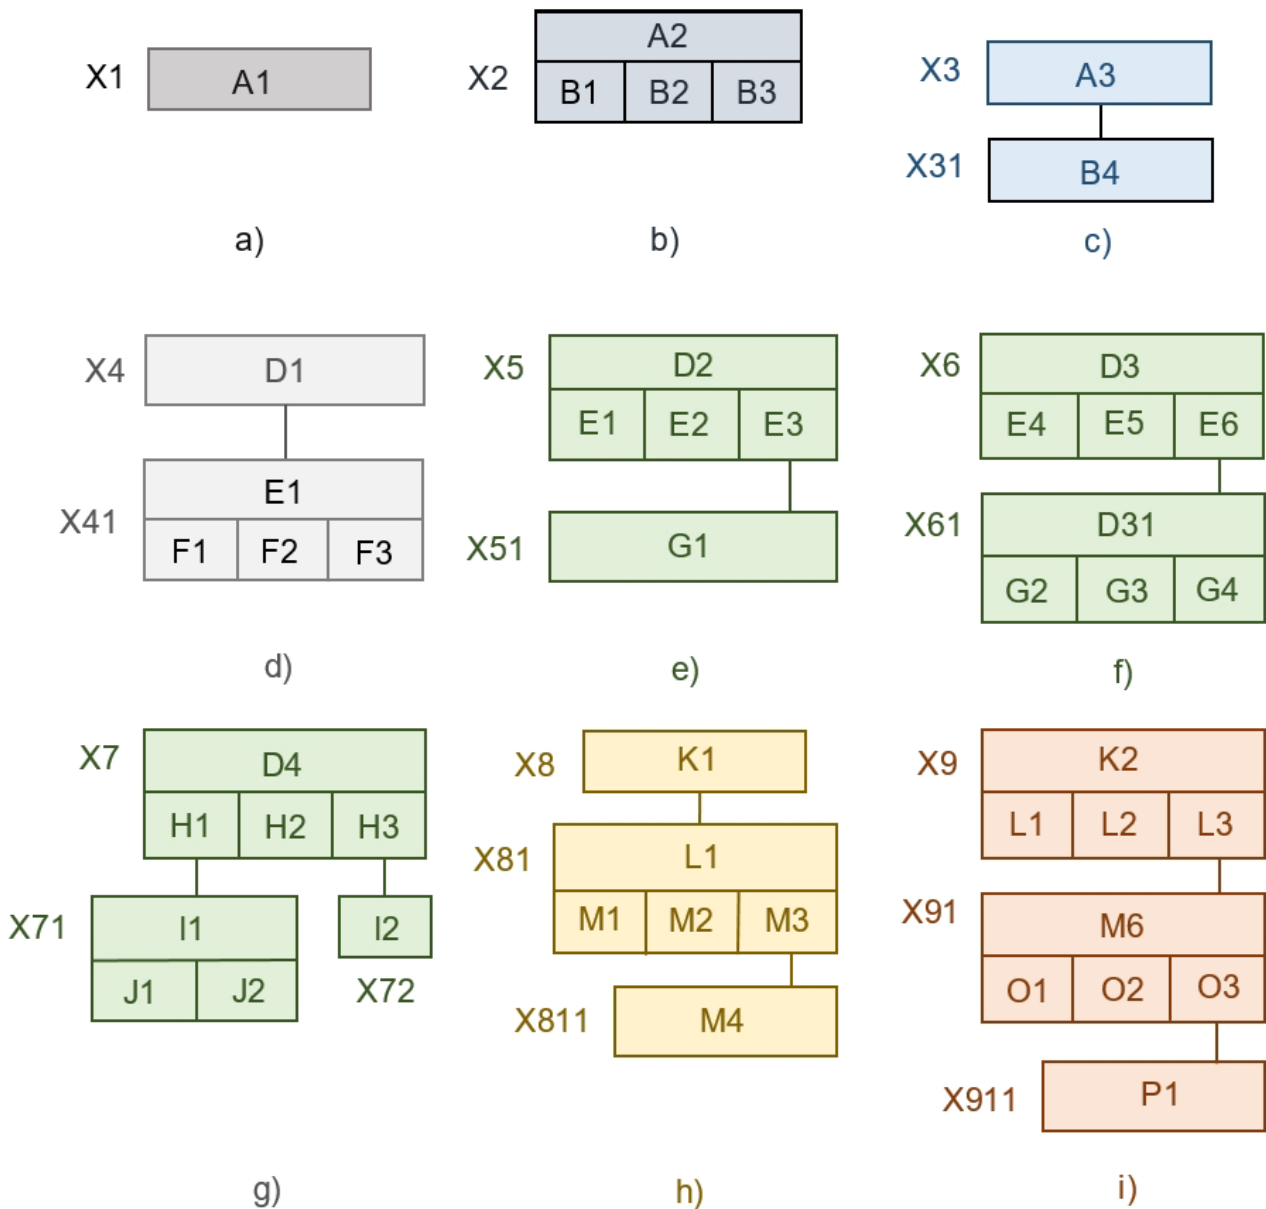 X1 A1
X2 A2
B1 B2 B3
X3 A3
X31 B4
a) b) c)
X4 D1
X41 E1
F1 F2 F3
X5 D2
E1 E2 E3
X51 G1
X6 D3
E4 E5 E6
X61 D31
G2 G3 G4
d) e) f)
X7 D4
H1 H2 H3
X71 I1
J1 J2
I2
X72
X8 K1
X81 L1
M1 M2 M3
X811 M4
X9 K2
L1 L2 L3
X91 M6
O1 O2 O3
X911 P1
g) h) i)